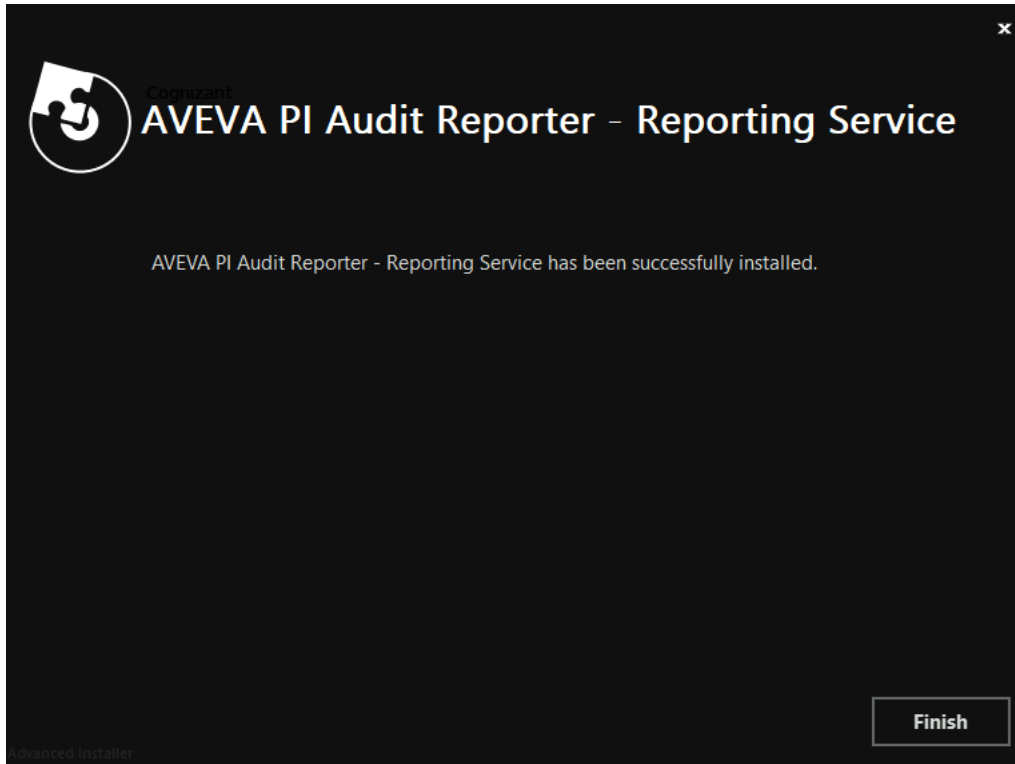 x
Cognizant
AVEVA PI Audit Reporter - Reporting Service
AVEVA PI Audit Reporter - Reporting Service has been successfully installed.
Finish
Advanced Installer